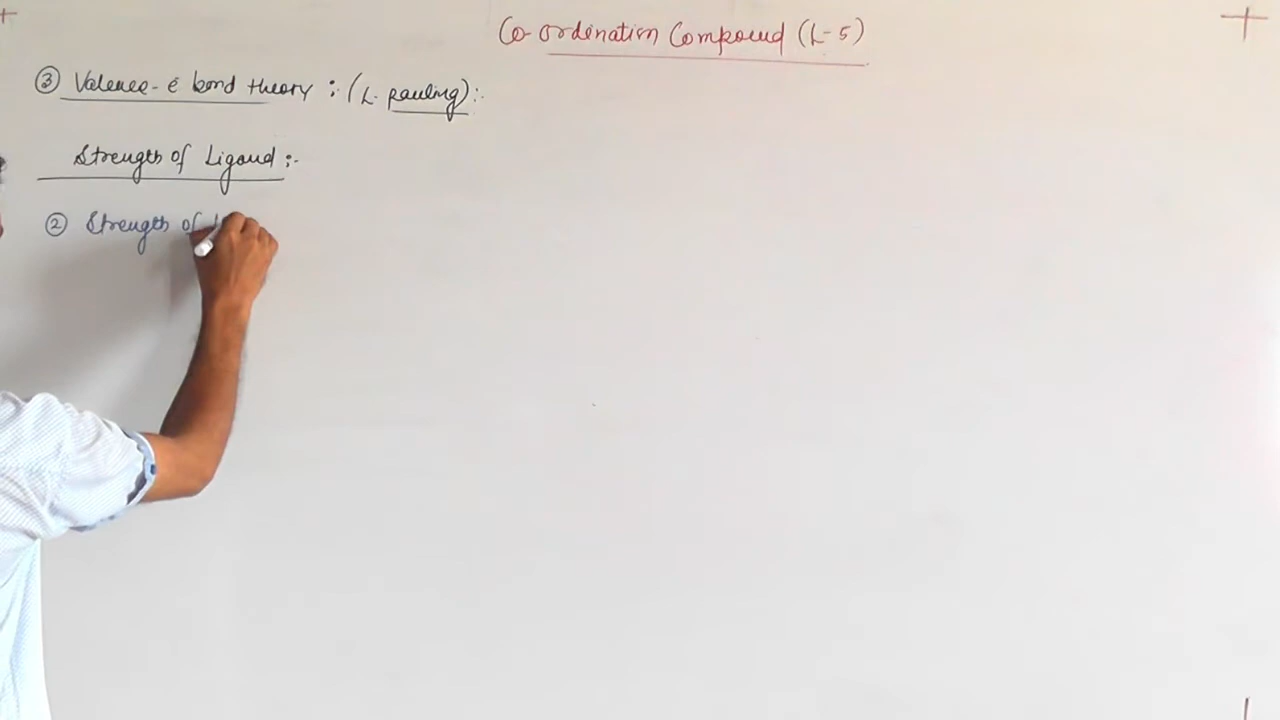 Co-ordination Compound (L-5)
③ Valence-é bond theory :- (L. pauling):-
Strength of Ligand :-
② Strength of